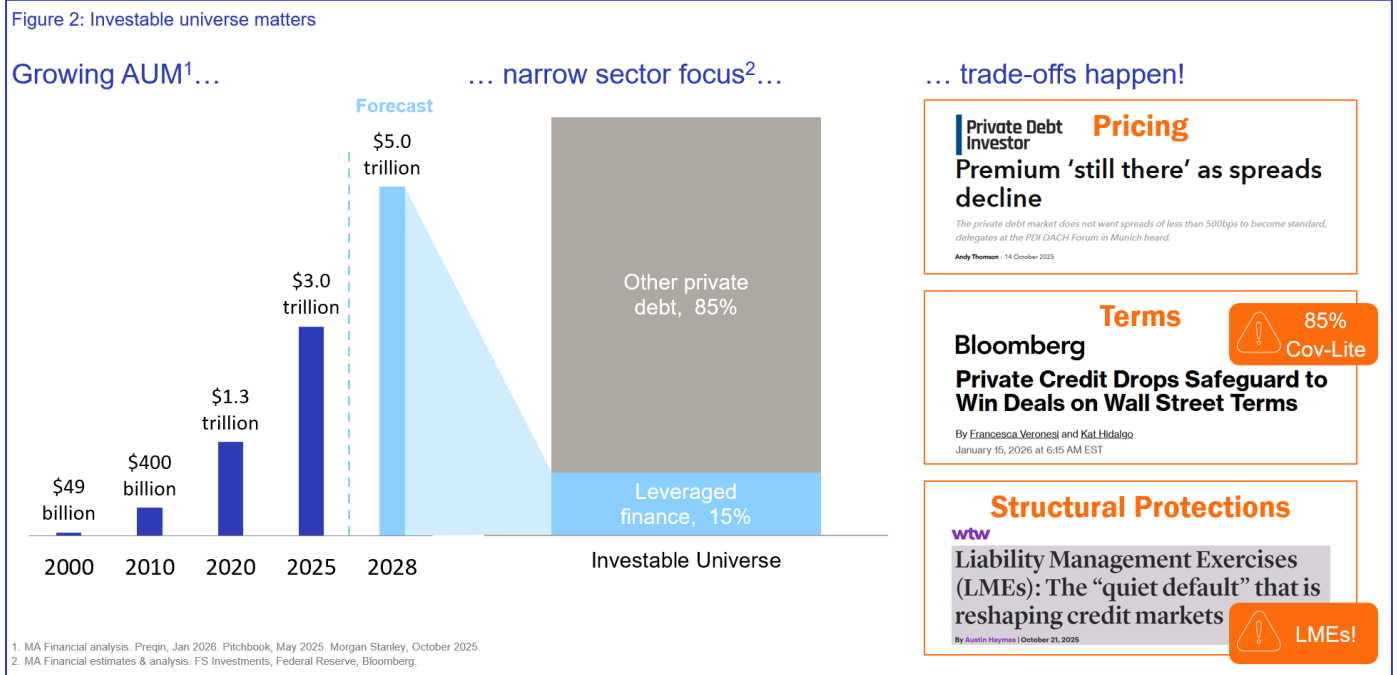 Figure 2: Investable universe matters
Growing AUM1…
… narrow sector focus2…
… trade-offs happen!
Forecast
$5.0
trillion
$3.0
trillion
$1.3
trillion
$400
billion
$49
billion
2000
2010
2020
2025
2028
Other private
debt, 85%
Leveraged
finance, 15%
Investable Universe
Private Debt
Investor
Pricing
Premium ‘still there’ as spreads
decline
The private debt market does not want spreads of less than 500bps to become standard,
delegates at the PDI DACH Forum in Munich heard.
Andy Thomson - 14 October 2025
Terms
85%
Cov-Lite
Bloomberg
Private Credit Drops Safeguard to
Win Deals on Wall Street Terms
By Francesca Veronesi and Kat Hidalgo
January 15, 2026 at 6:15 AM EST
Structural Protections
wtw
Liability Management Exercises
(LMEs): The “quiet default” that is
reshaping credit markets
By Austin Haymes | October 21, 2025
LMEs!
1. MA Financial analysis. Preqin, Jan 2026. Pitchbook, May 2025. Morgan Stanley, October 2025.
2. MA Financial estimates & analysis. FS Investments, Federal Reserve, Bloomberg.